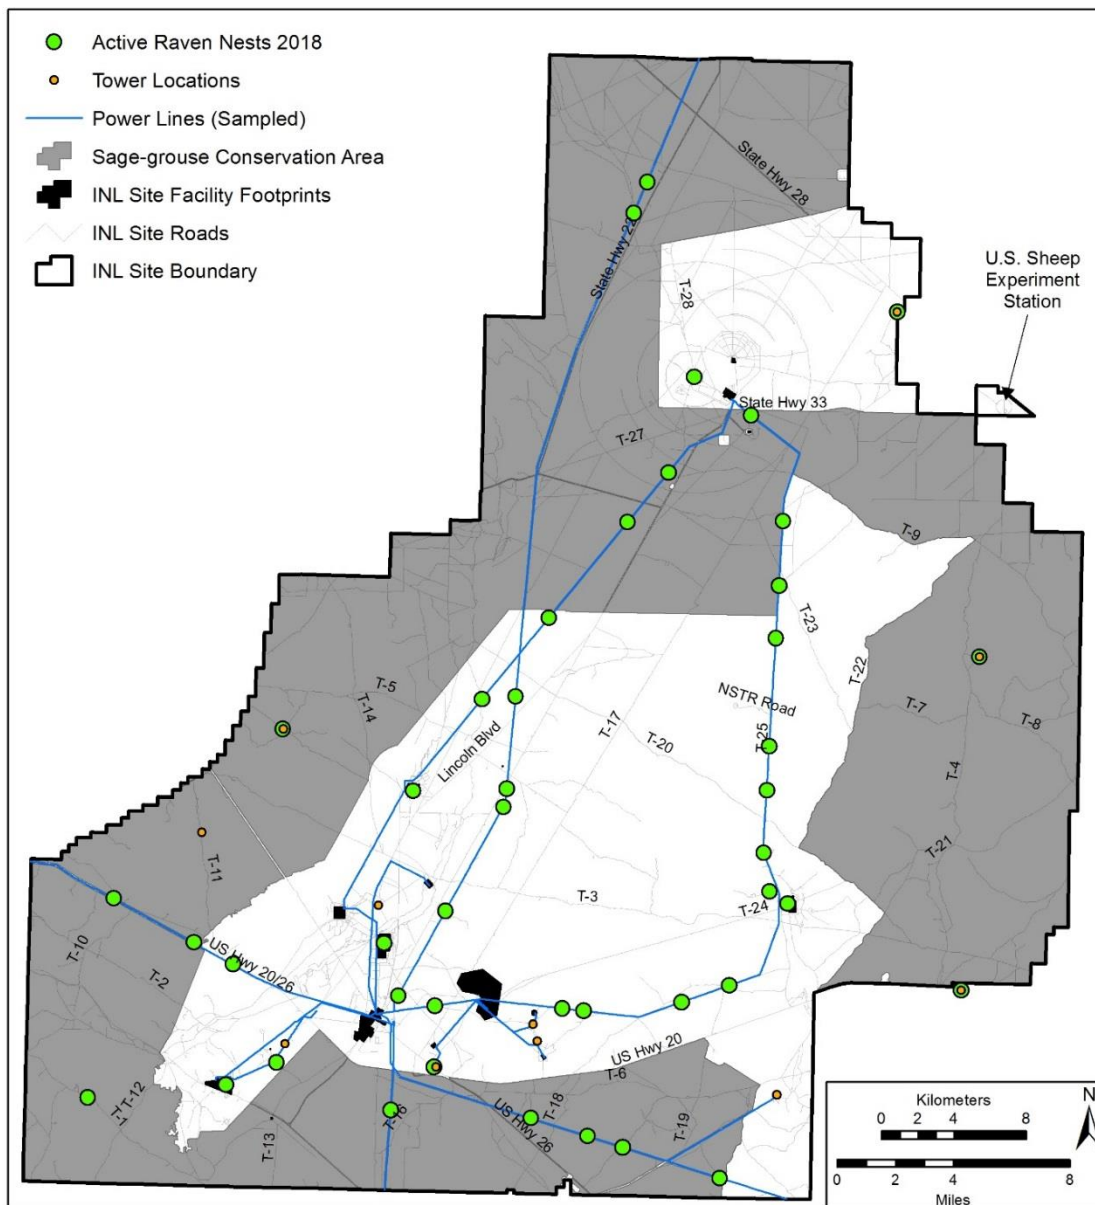 Active Raven Nests 2018
Tower Locations
Power Lines (Sampled)
Sage-grouse Conservation Area
INL Site Facility Footprints
INL Site Roads
INL Site Boundary
State Hwy 28
State Hwy 22
U.S. Sheep
Experiment
Station
T-28
State Hwy 33
T-27
T-9
T-23
T-22
T-5
T-14
NSTR Road
T-7
T-8
T-17
T-20
T-25
Lincoln Blvd
T-4
T-11
T-21
T-3
T-24
T-10
T-2
US Hwy 20/26
US Hwy 20
T-6
T-12
T-1
T-13
T-16
T-18
US Hwy 26
T-19
Kilometers
0 2 4 8
N
0 2 4 8
Miles